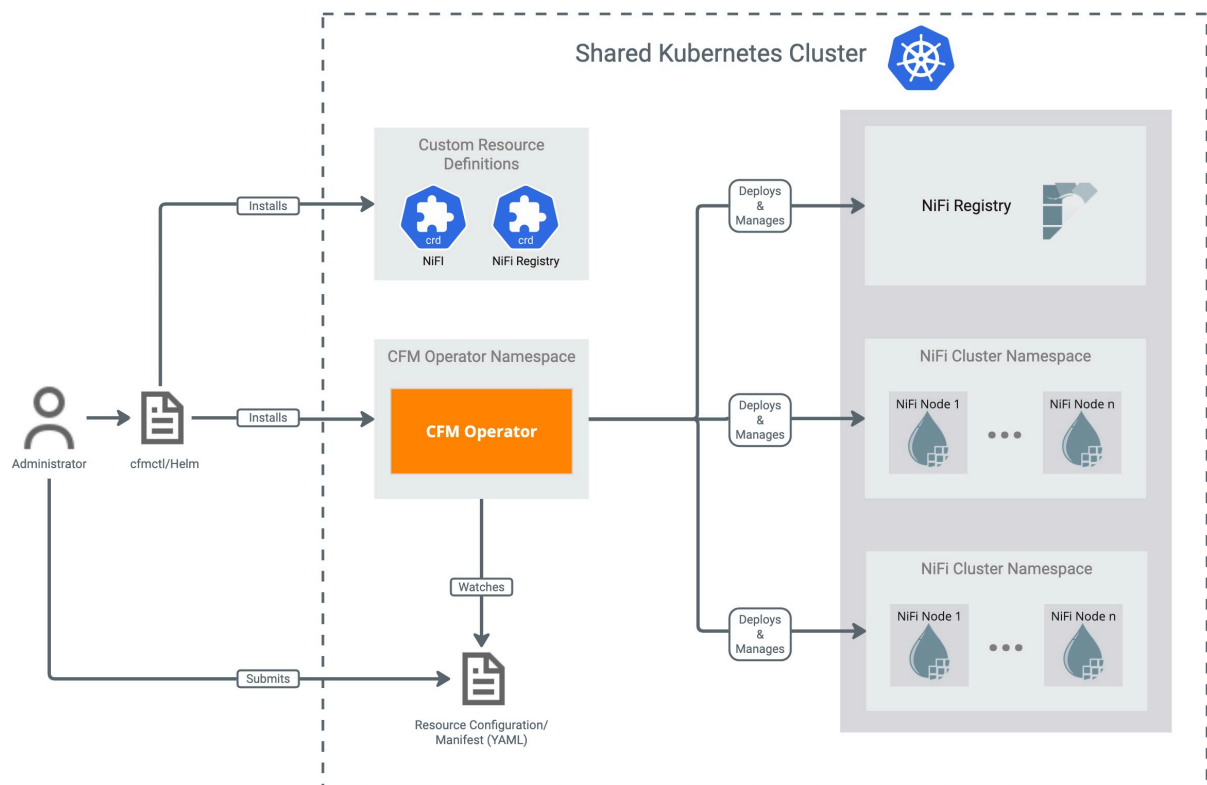 Shared Kubernetes Cluster
Custom Resource
Definitions
crd
crd
NiFI
NiFi Registry
Installs
Deploys
&
Manages
NiFi Registry
CFM Operator Namespace
CFM Operator
Administrator
cfmctl/Helm
Installs
Deploys
&
Manages
NiFi Cluster Namespace
NiFi Node 1
NiFi Node n
Watches
Deploys
&
Manages
NiFi Cluster Namespace
NiFi Node 1
NiFi Node n
Submits
Resource Configuration/
Manifest (YAML)